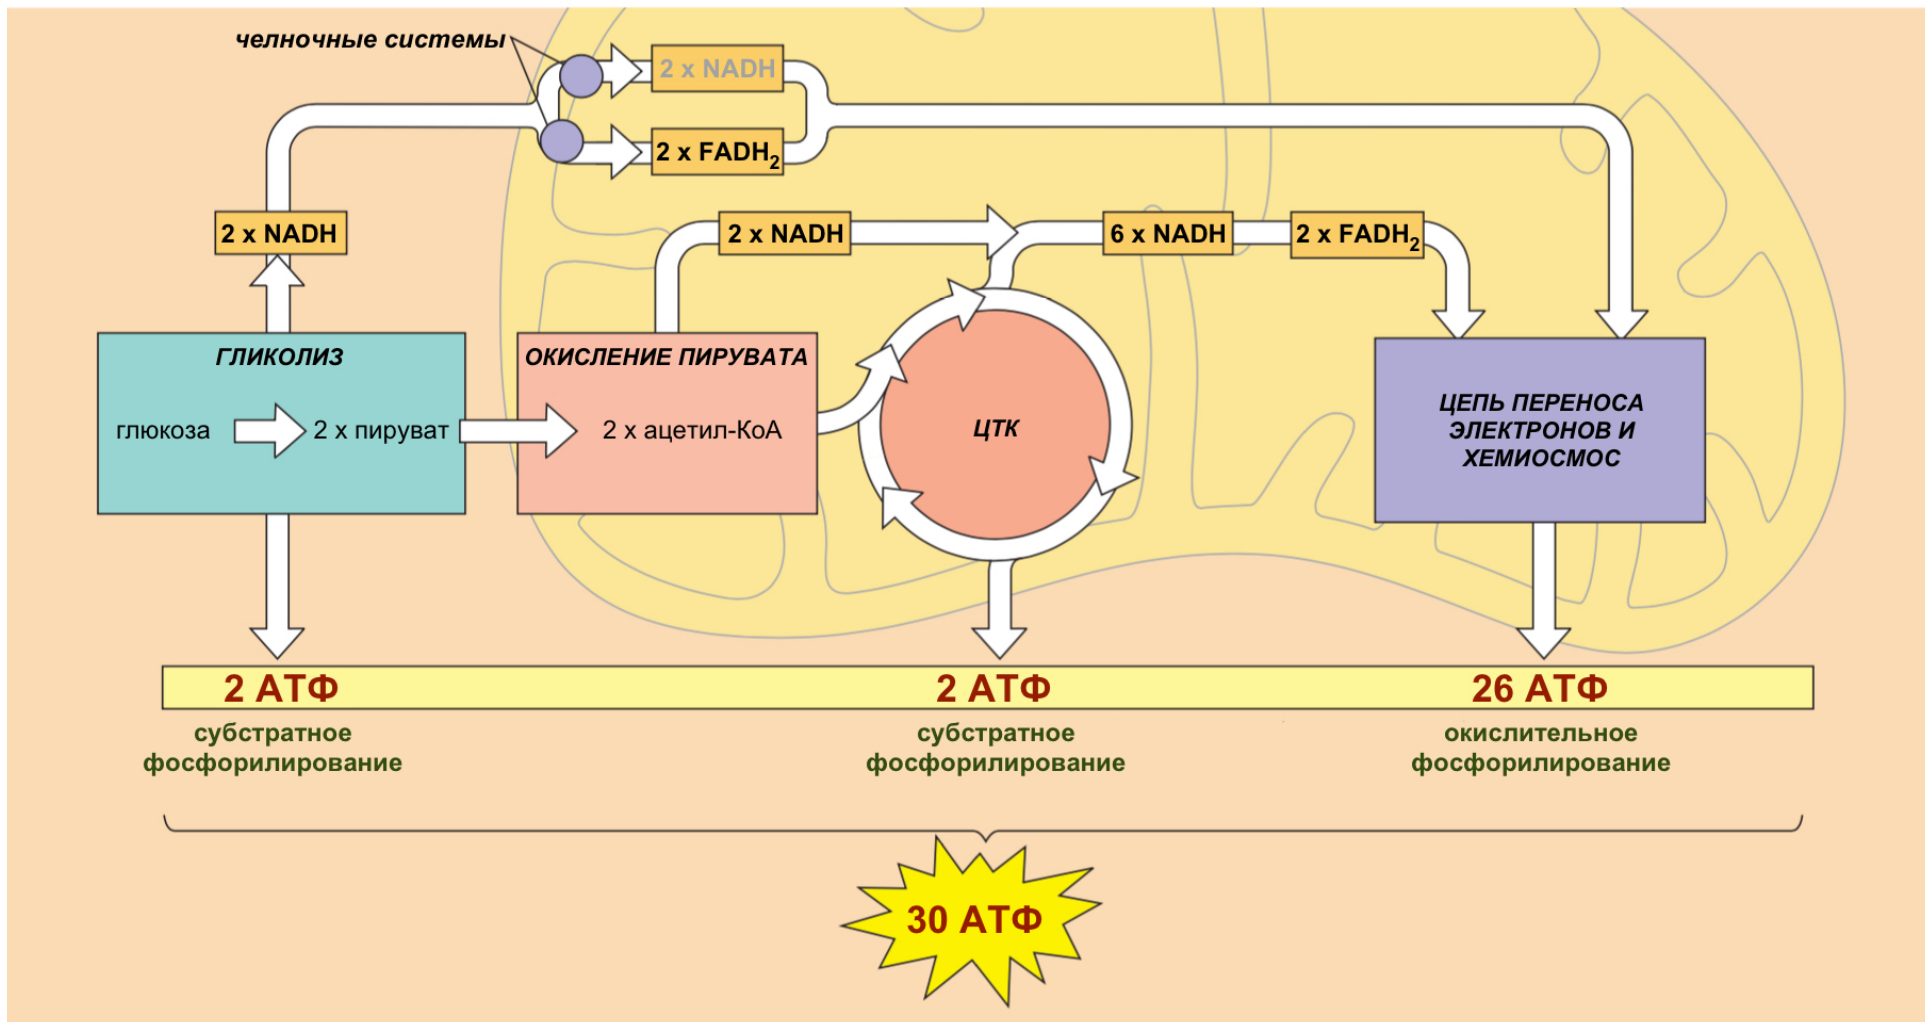 челночные системы
2 x NADH
2 x FADH2
2 x NADH
2 x NADH
6 x NADH
2 x FADH2
ГЛИКОЛИЗ
глюкоза
2 x пируват
ОКИСЛЕНИЕ ПИРУВАТА
2 x ацетил-КоА
ЦТК
ЦЕПЬ ПЕРЕНОСА
ЭЛЕКТРОНОВ И
ХЕМИОСМОС
2 АТФ
2 АТФ
26 АТФ
субстратное
фосфорилирование
субстратное
фосфорилирование
окислительное
фосфорилирование
30 АТФ